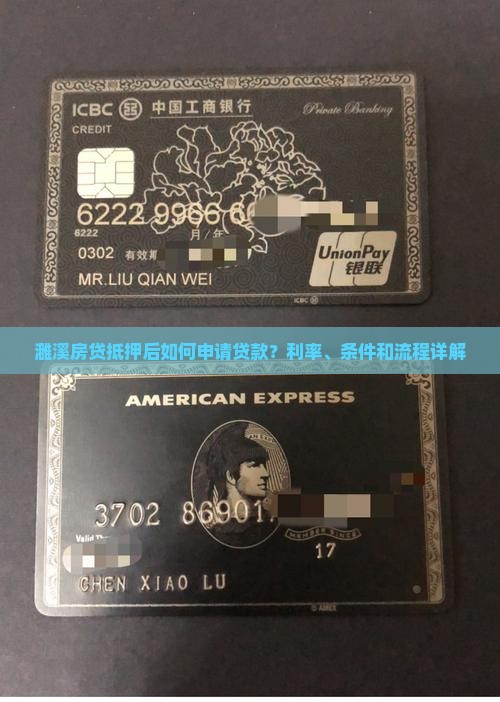 ICBC 中国工商银行
Private Banking
CREDIT
6222 9966 6
6222
月/年
0302 有效期
UnionPay
银联
MR.LIU QIAN WEI
ICBC
濉溪房贷抵押后如何申请贷款？利率、条件和流程详解
AMERICAN EXPRESS
3702 86901
MEMBER SINCE
Valid Th
17
CHEN XIAO LU
© AMEX